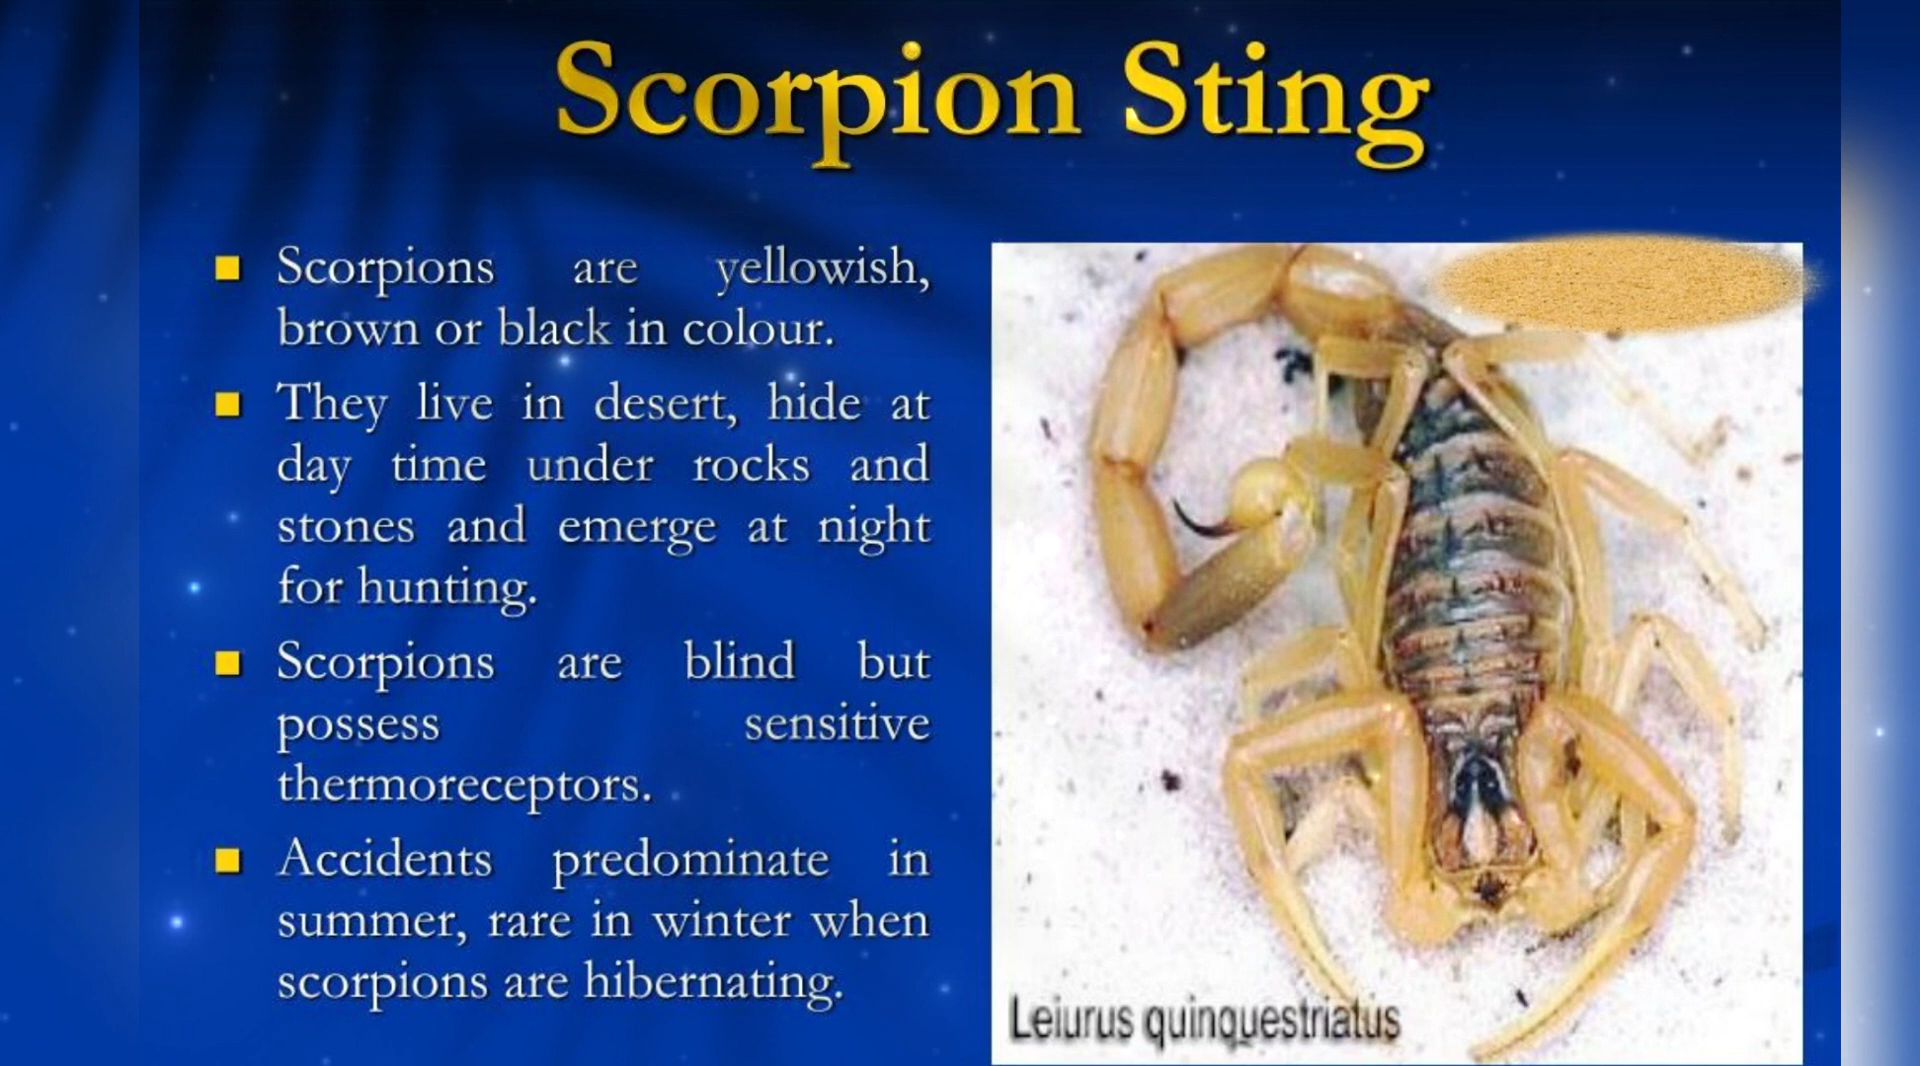 Scorpion Sting
Scorpions are yellowish,
brown or black in colour.
They live in desert, hide at
day time under rocks and
stones and emerge at night
for hunting.
Scorpions are blind but
possess sensitive
thermoreceptors.
Accidents predominate in
summer, rare in winter when
scorpions are hibernating.
Leiurus quinquestriatus